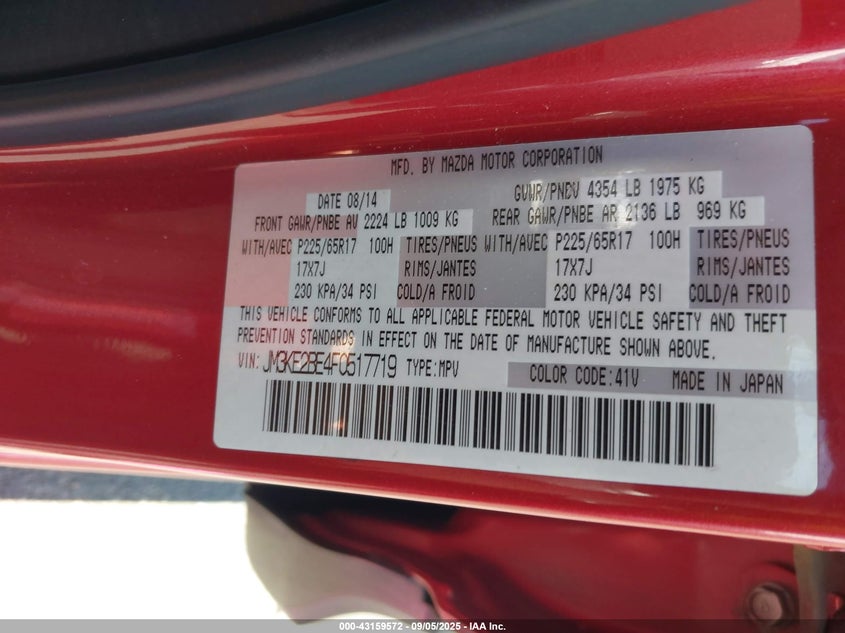 MFD. BY MAZDA MOTOR CORPORATION
DATE 08/14 GVWR/PNBV 4354 LB 1975 KG
FRONT GAWR/PNBE AV 2224 LB 1009 KG REAR GAWR/PNBE AR 2136 LB 969 KG
WITH/AVEC P225/65R17 100H TIRES/PNEUS WITH/AVEC P225/65R17 100H TIRES/PNEUS
17X7J RIMS/JANTES 17X7J RIMS/JANTES
230 KPA/34 PSI COLD/A FROID 230 KPA/34 PSI COLD/A FROID
THIS VEHICLE CONFORMS TO ALL APPLICABLE FEDERAL MOTOR VEHICLE SAFETY AND THEFT
PREVENTION STANDARDS IN EFFECT ON THE DATE OF MANUFACTURE SHOWN ABOVE.
VIN: JM3KE2BE4F0517719 TYPE:MPV COLOR CODE:41V MADE IN JAPAN
000-43159572 - 09/05/2025 - IAA Inc.